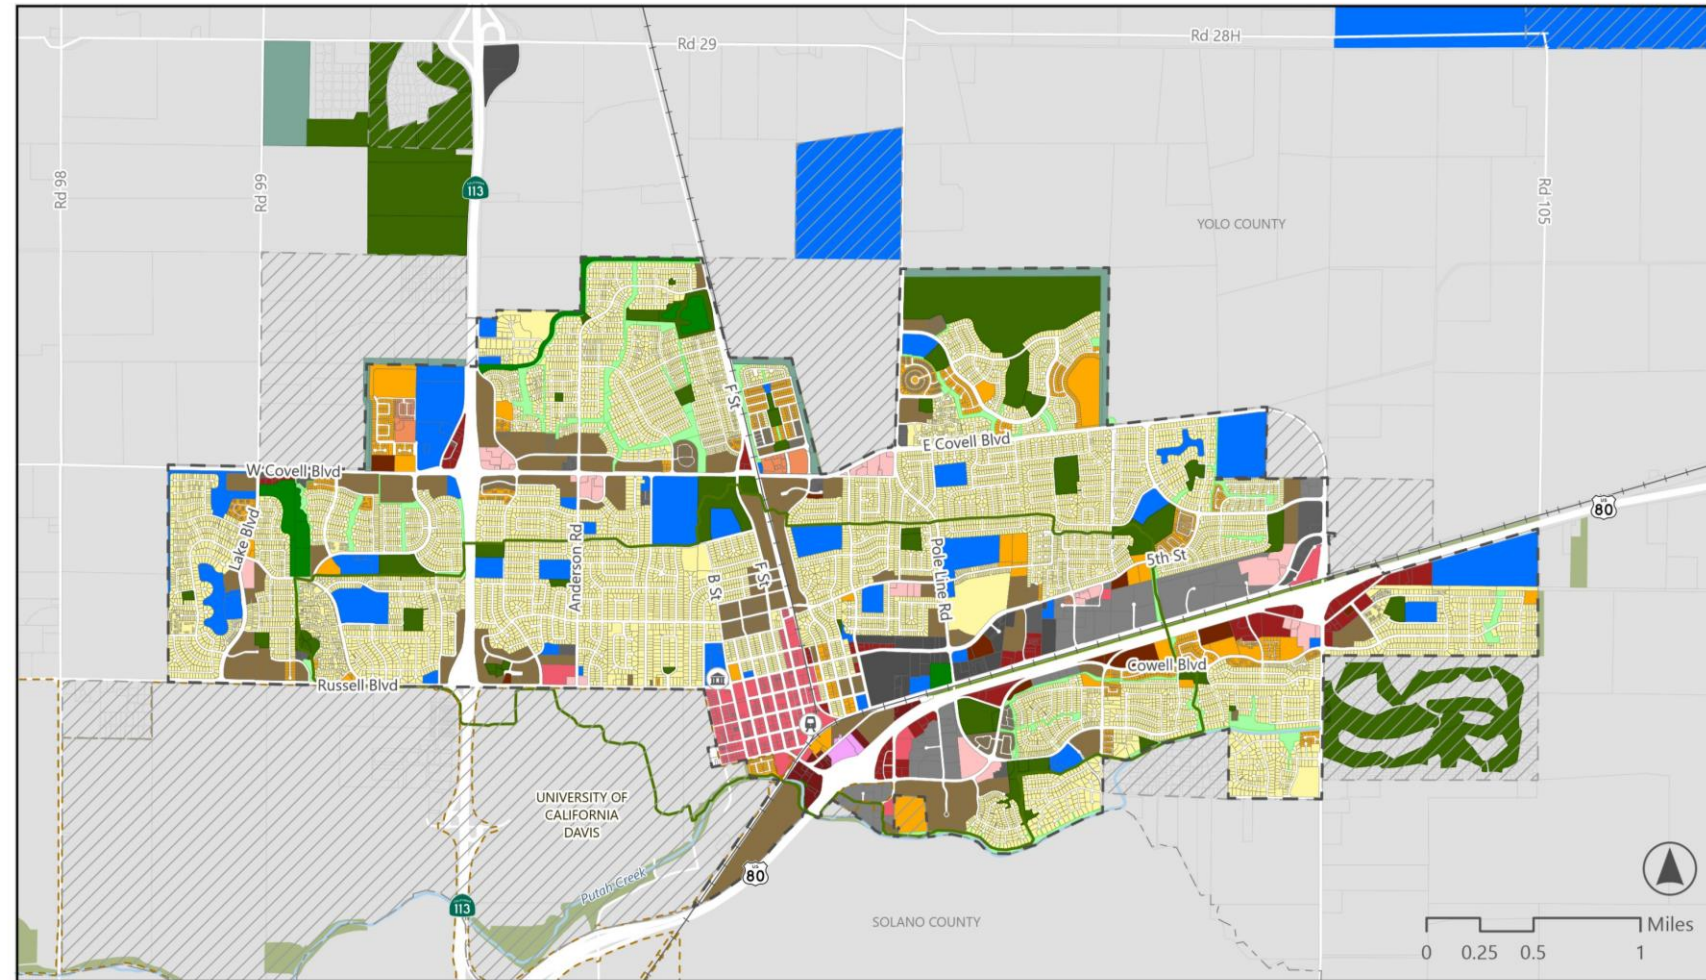 Rd 29
Rd 28H
Rd 98
Rd 99
113
Rd 105
YOLO COUNTY
F St
E Covell Blvd
W Covell Blvd
US
80
Lake Blvd
Anderson Rd
B St
F St
Pole Line Rd
5th St
Cowell Blvd
Russell Blvd
UNIVERSITY OF
CALIFORNIA
DAVIS
Putah Creek
US
80
113
SOLANO COUNTY
Miles
0 0.25 0.5 1